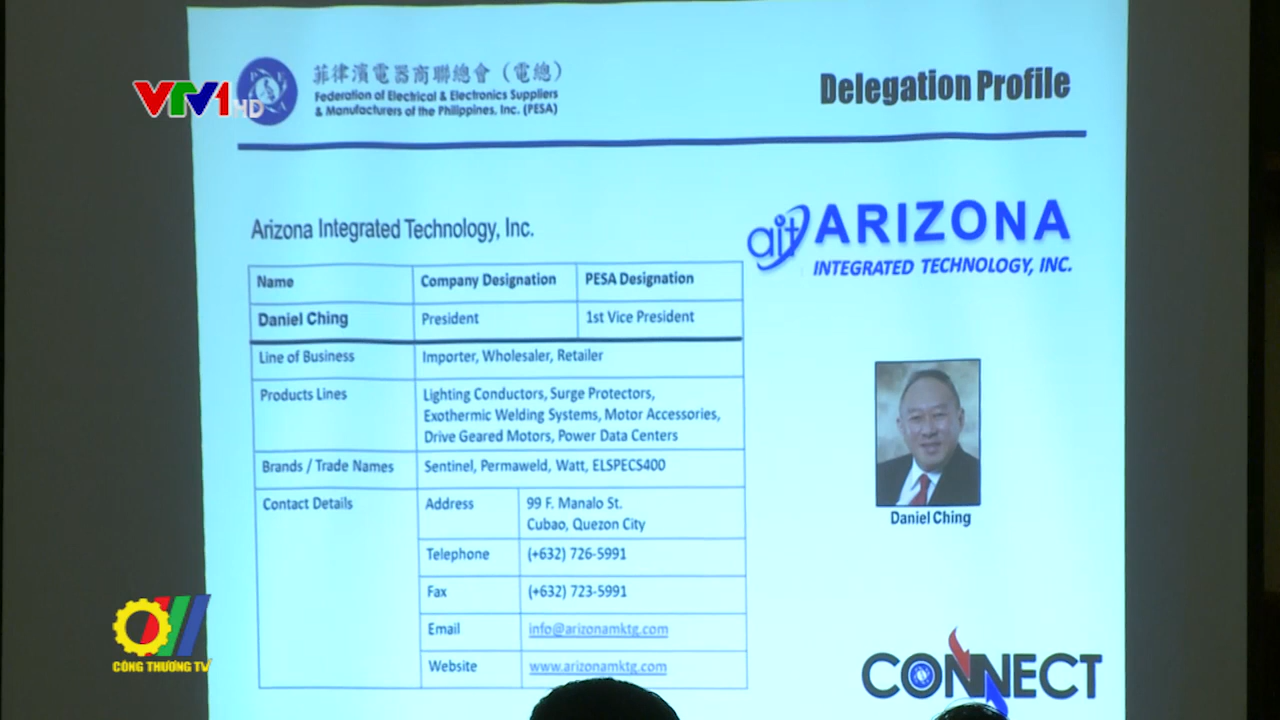 VTV1 HD
菲律濱電器商聯總會（電總）
Federation of Electrical & Electronics Suppliers
& Manufacturers of the Philippines, Inc. (PESA)
Delegation Profile
Arizona Integrated Technology, Inc.
ait ARIZONA
INTEGRATED TECHNOLOGY, INC.
Name Company Designation PESA Designation
Daniel Ching President 1st Vice President
Line of Business Importer, Wholesaler, Retailer
Products Lines Lighting Conductors, Surge Protectors,
Exothermic Welding Systems, Motor Accessories,
Drive Geared Motors, Power Data Centers
Brands / Trade Names Sentinel, Permaweld, Watt, ELSPECS400
Contact Details Address 99 F. Manalo St.
Cubao, Quezon City
Telephone (+632) 726-5991
Fax (+632) 723-5991
Email info@arizonamktg.com
Website www.arizonamktg.com
Daniel Ching
CÔNG THƯƠNG TV
CONNECT